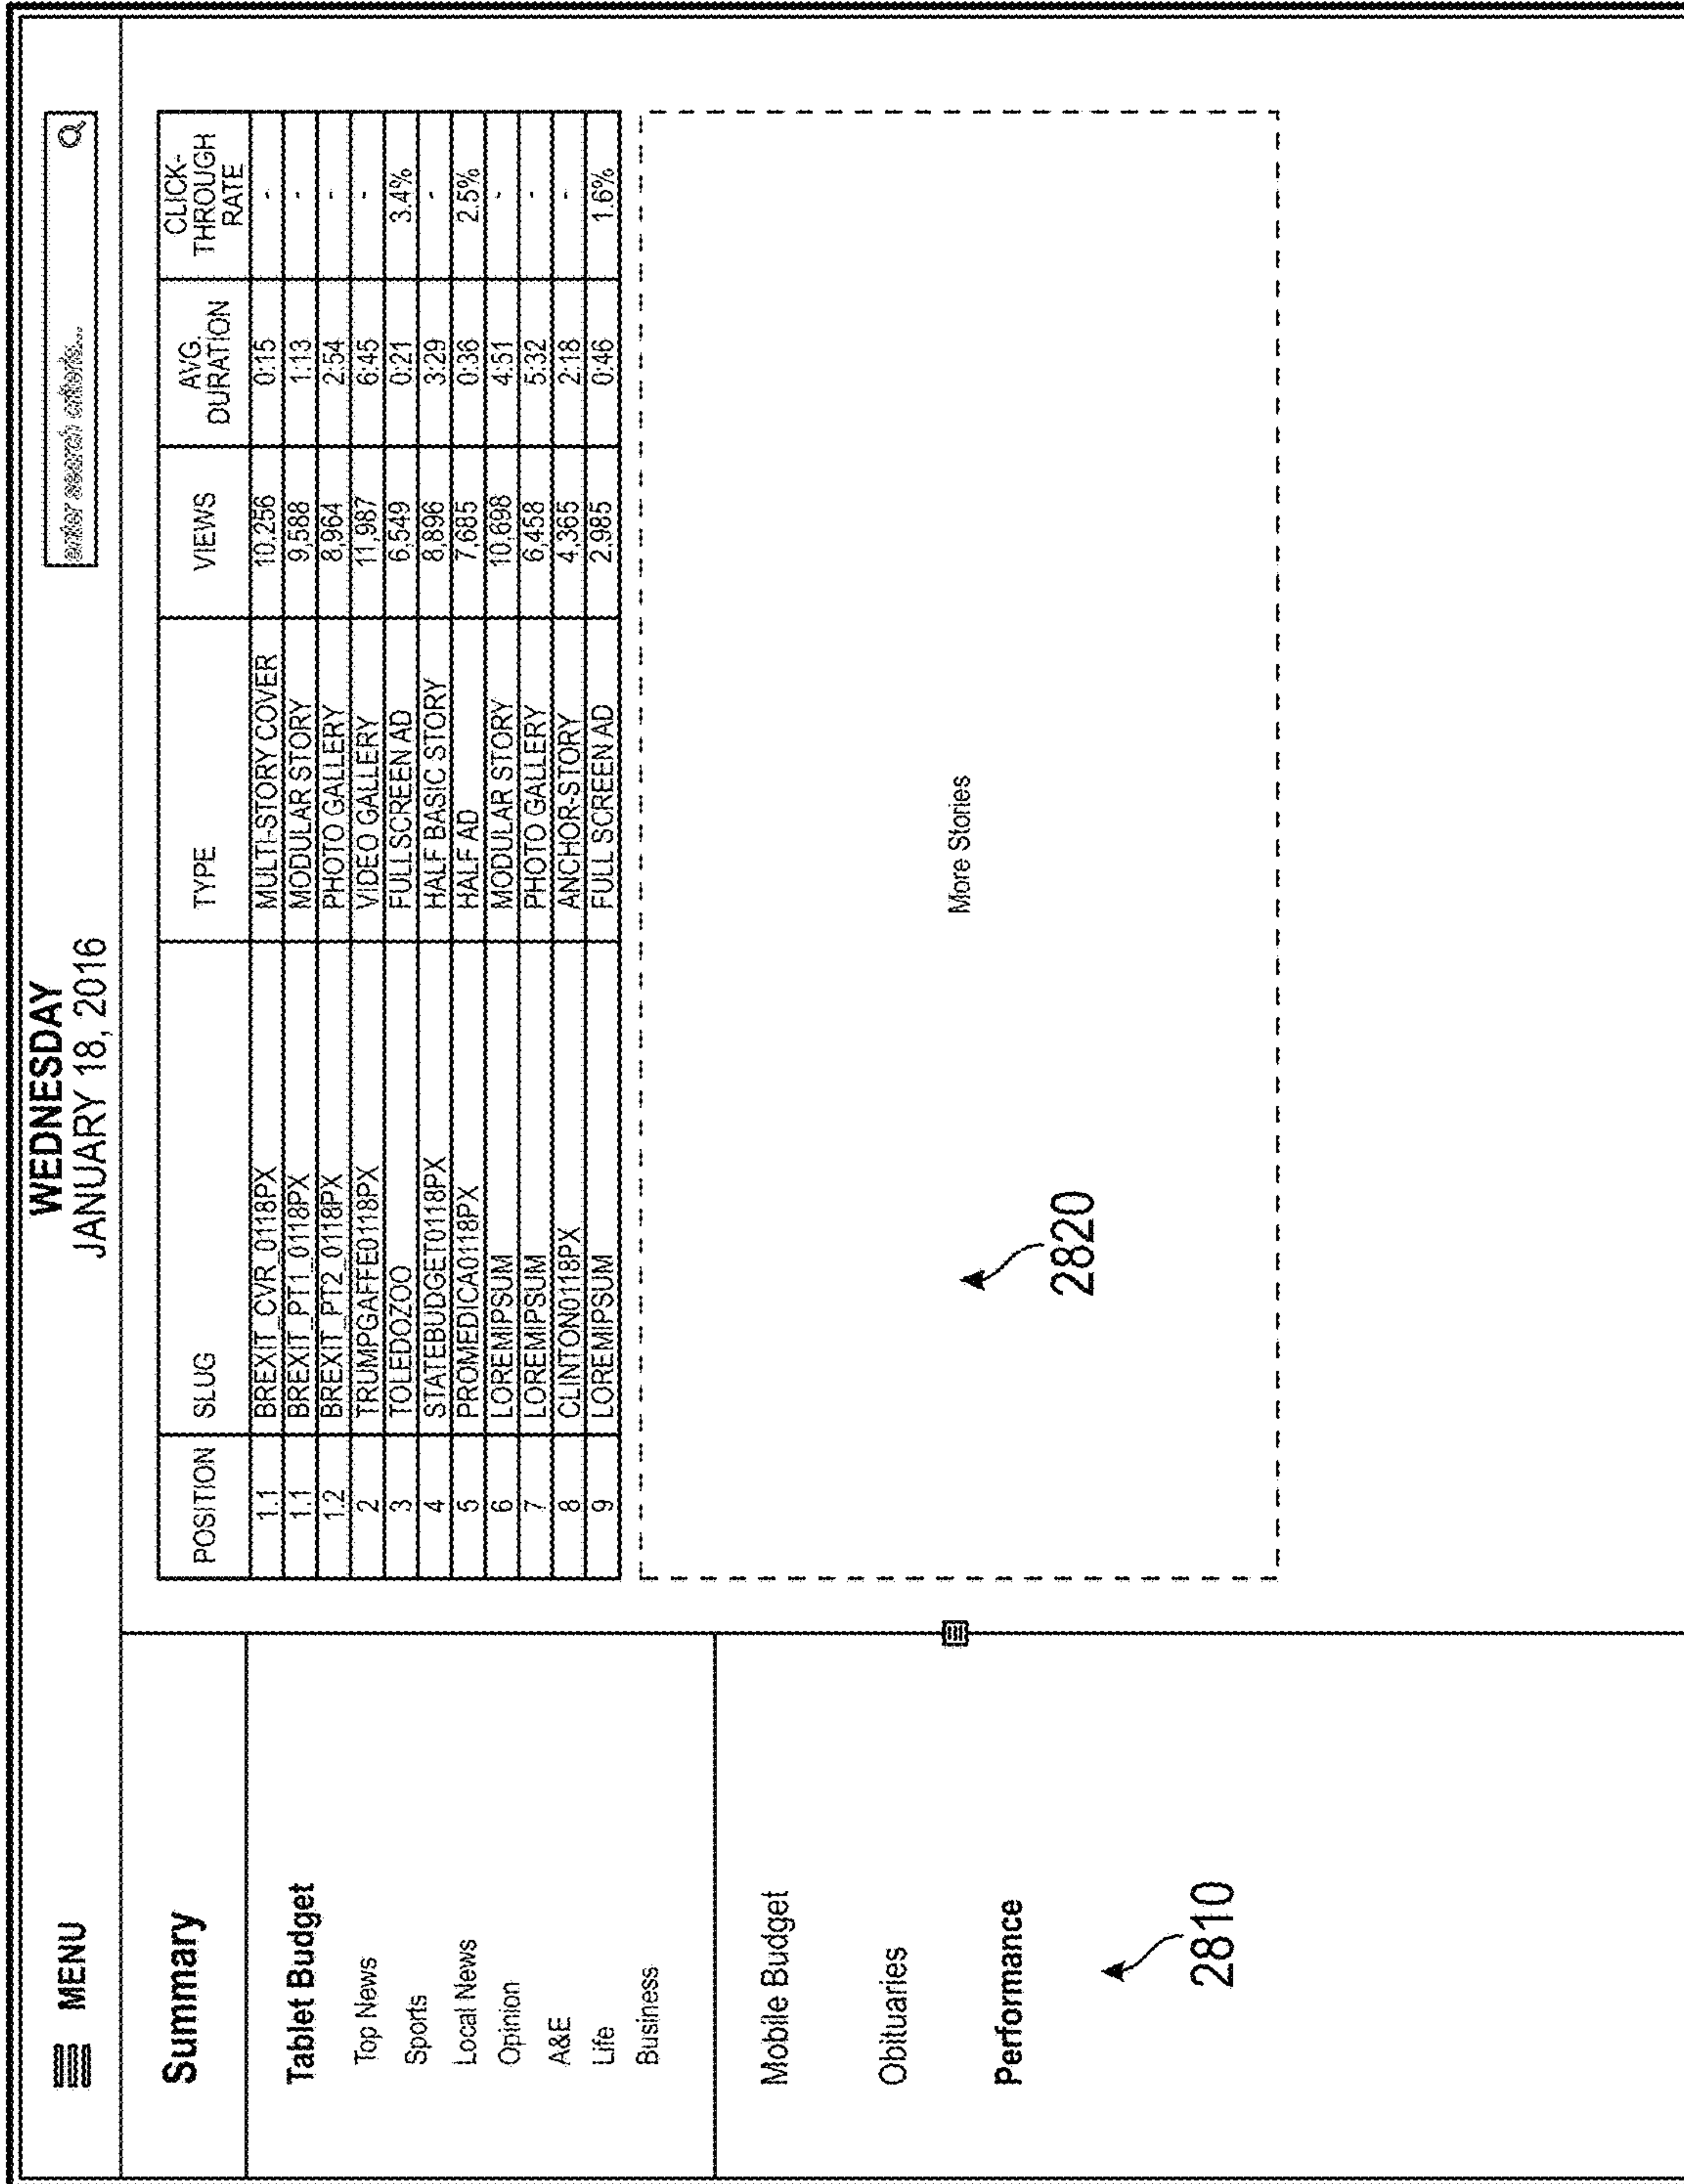 MENU
WEDNESDAY
JANUARY 18, 2016
enter search criteria...
Summary
Tablet Budget
Top News
Sports
Local News
Opinion
A&E
Life
Business
Mobile Budget
Obituaries
Performance
2810
POSITION SLUG TYPE VIEWS AVG. DURATION CLICK-THROUGH RATE
1.1 BREXIT_CVR_0118PX MULTI-STORY COVER 10,256 0:15 -
1.1 BREXIT_PT1_0118PX MODULAR STORY 9,588 1:13 -
1.2 BREXIT_PT2_0118PX PHOTO GALLERY 8,964 2:54 -
2 TRUMPGAFFE0118PX VIDEO GALLERY 11,987 6:45 -
3 TOLEDOZOO FULLSCREEN AD 6,549 0:21 3.4%
4 STATEBUDGET0118PX HALF BASIC STORY 8,896 3:29 -
5 PROMEDICA0118PX HALF AD 7,685 0:36 2.5%
6 LOREMIPSUM MODULAR STORY 10,698 4:51 -
7 LOREMIPSUM PHOTO GALLERY 6,458 5:32 -
8 CLINTON0118PX ANCHOR-STORY 4,365 2:18 -
9 LOREMIPSUM FULL SCREEN AD 2,985 0:46 1.6%
More Stories
2820